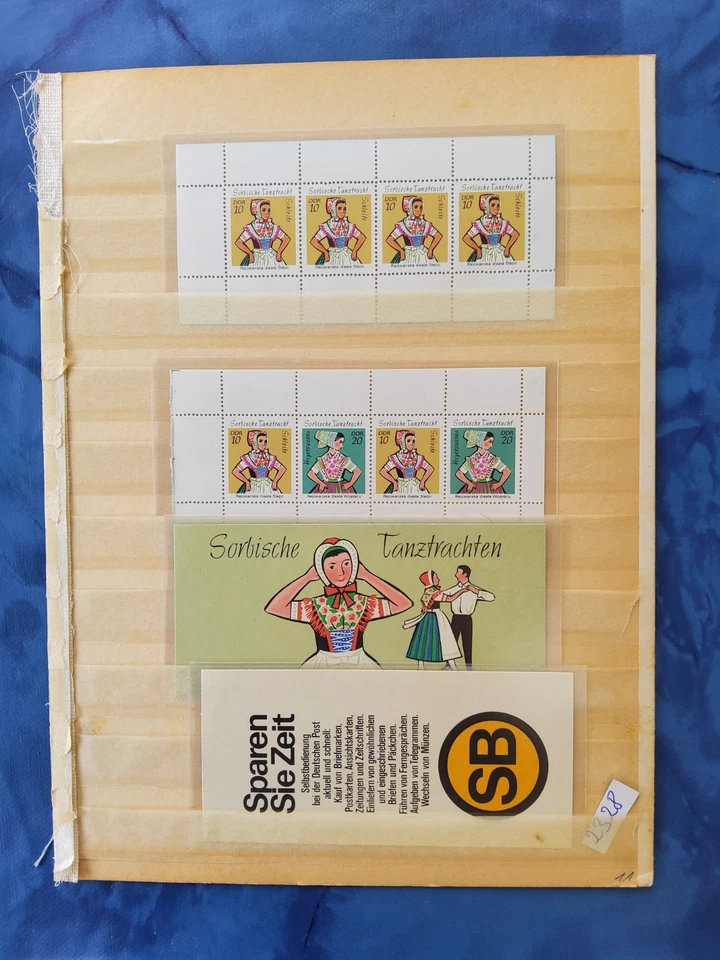 Sorbische Tanztracht Sorbische Tanztracht Sorbische Tanztracht Sorbische Tanztracht
DDR DDR DDR DDR
10 10 10 10
Schleife Schleife Schleife Schleife
Sorbische Tanztracht Sorbische Tanztracht Sorbische Tanztracht Sorbische Tanztracht
DDR DDR DDR DDR
10 20 10 20
Schleife Hoyerswerda Schleife Hoyerswerda
Sorbische Tanztrachten
Sparen
Sie Zeit
Selbstbedienung
bei der Deutschen Post
aktuell und schnell:
Kauf von Briefmarken,
Postkarten, Ansichtskarten,
Zeitungen und Zeitschriften.
Einliefern von gewöhnlichen
und eingeschriebenen
Briefen und Päckchen.
Führen von Ferngesprächen.
Aufgeben von Telegrammen.
Wechseln von Münzen.
SB
23.28
11